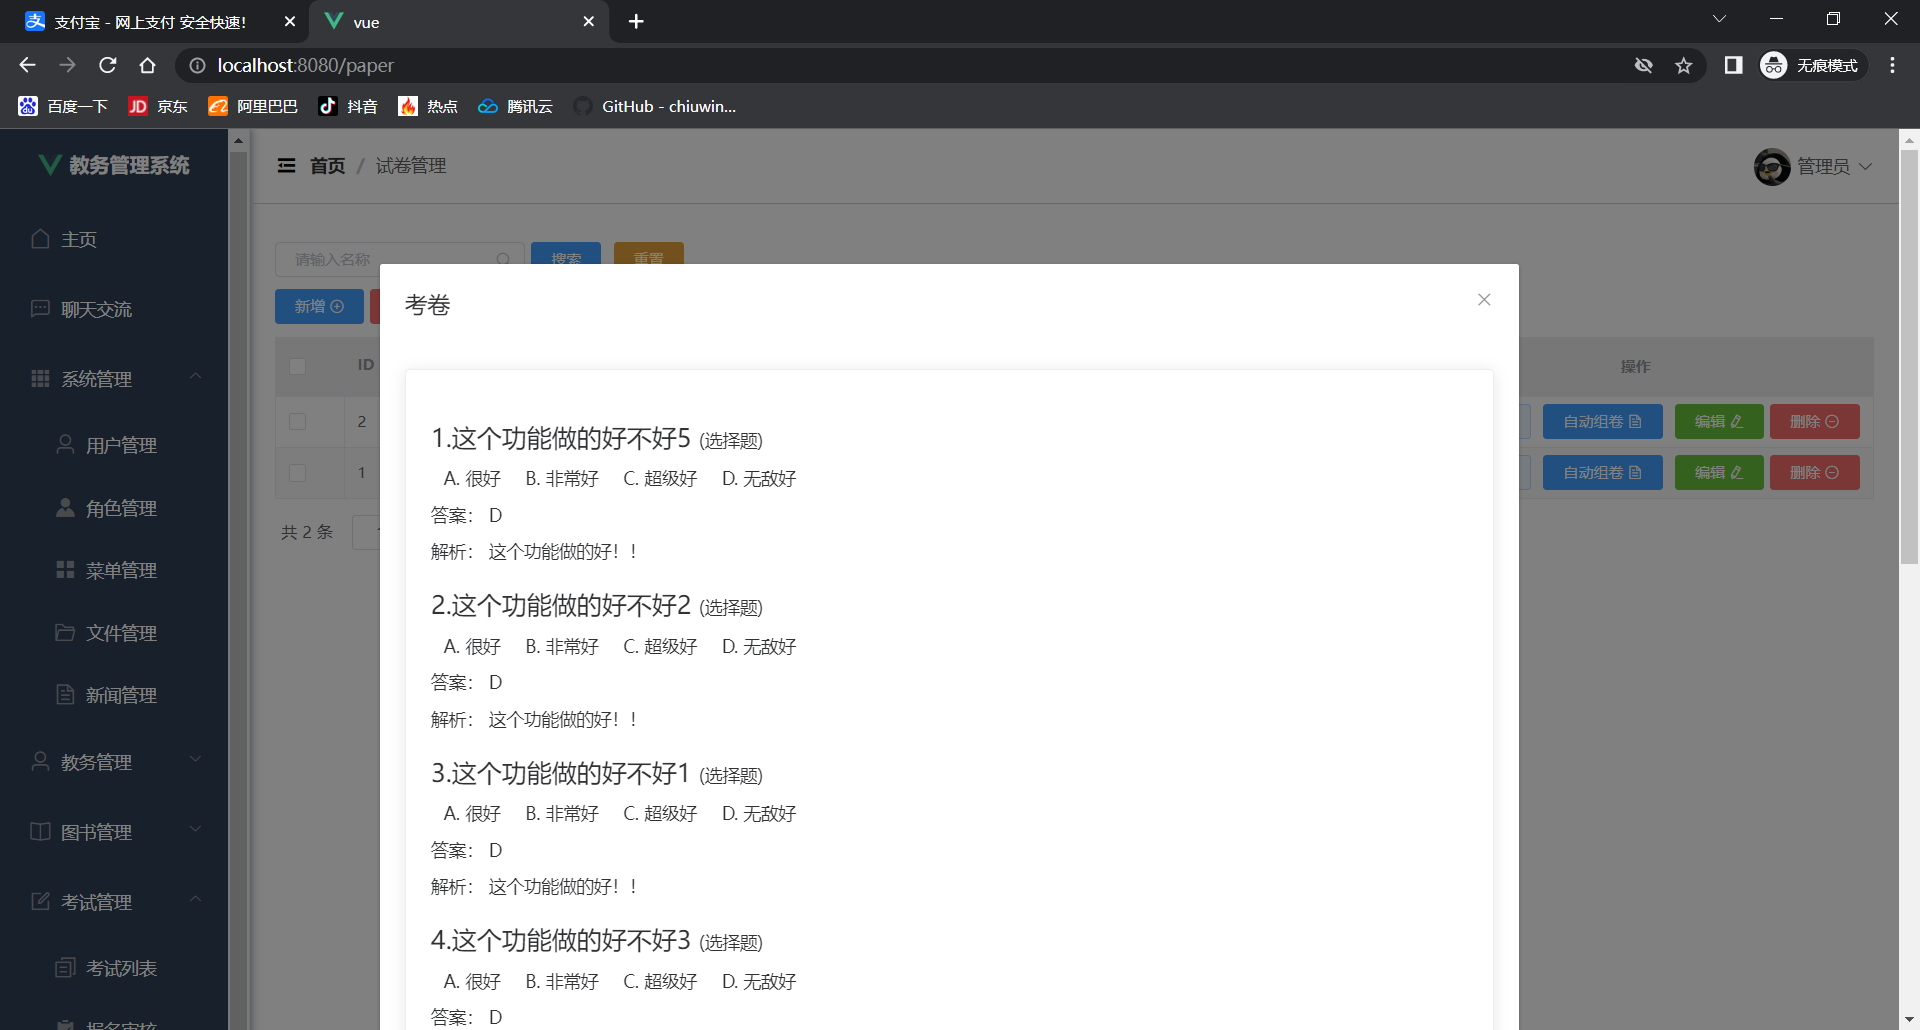 支付宝 - 网上支付 安全快速!
vue
localhost:8080/paper
无痕模式
百度一下
京东
阿里巴巴
抖音
热点
腾讯云
GitHub - chiuwin...
教务管理系统
首页 / 试卷管理
管理员
主页
聊天交流
系统管理
用户管理
角色管理
菜单管理
文件管理
新闻管理
教务管理
图书管理
考试管理
考试列表
报名审核
请输入名称
搜索
重置
新增
ID
操作
2
自动组卷
编辑
删除
1
自动组卷
编辑
删除
共 2 条
考卷
1.这个功能做的好不好5 (选择题)
A. 很好 B. 非常好 C. 超级好 D. 无敌好
答案： D
解析： 这个功能做的好！！
2.这个功能做的好不好2 (选择题)
A. 很好 B. 非常好 C. 超级好 D. 无敌好
答案： D
解析： 这个功能做的好！！
3.这个功能做的好不好1 (选择题)
A. 很好 B. 非常好 C. 超级好 D. 无敌好
答案： D
解析： 这个功能做的好！！
4.这个功能做的好不好3 (选择题)
A. 很好 B. 非常好 C. 超级好 D. 无敌好
答案： D